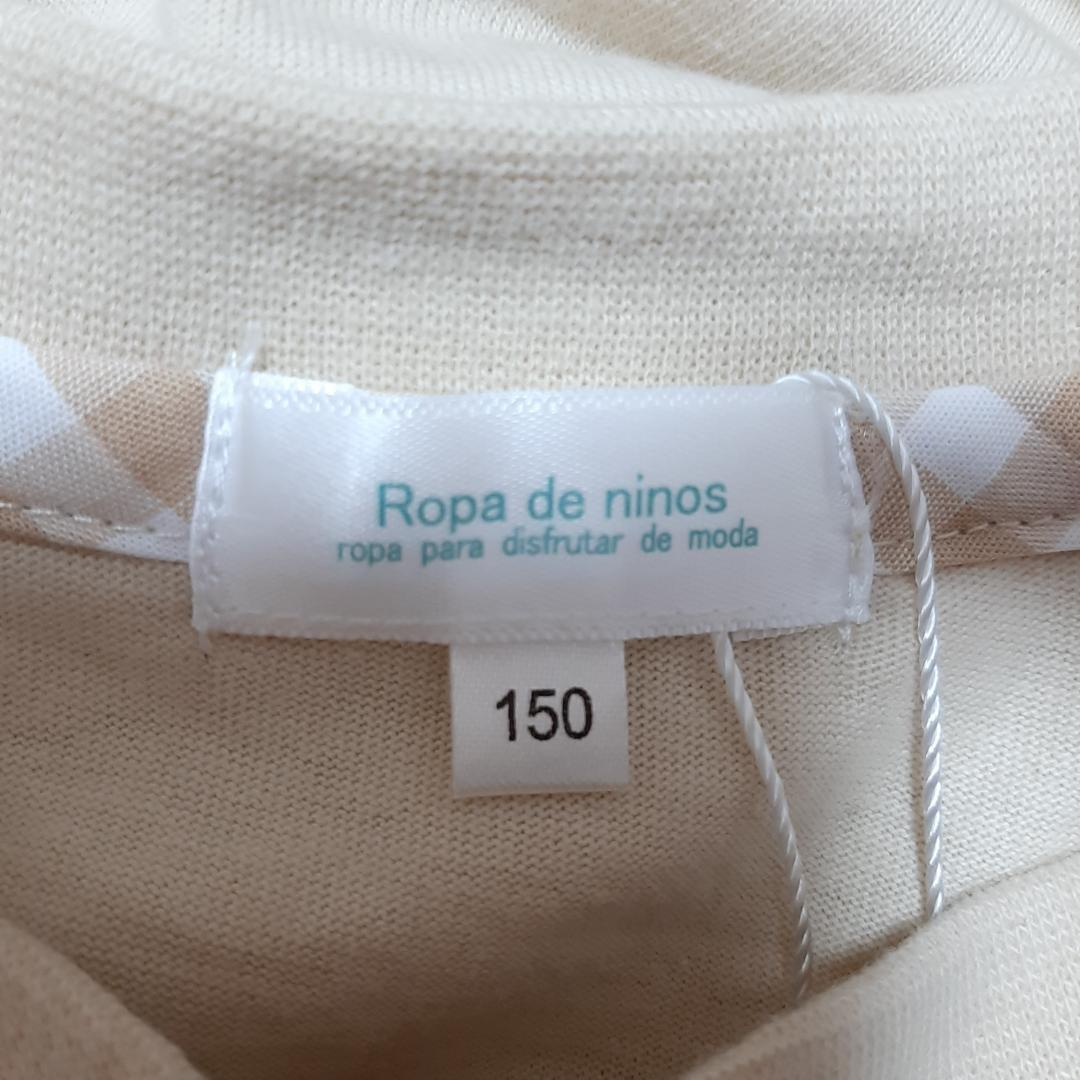 Ropa de ninos
ropa para disfrutar de moda
150